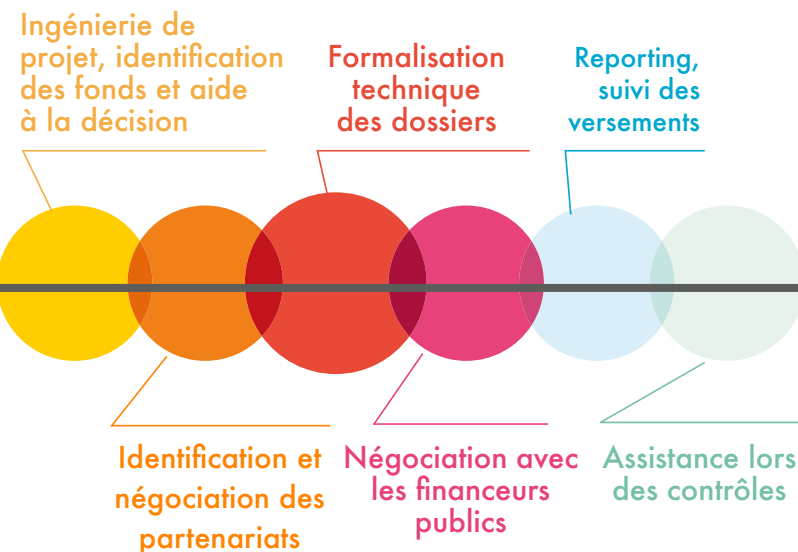 Ingénierie de
projet, identification
des fonds et aide
à la décision
Formalisation
technique
des dossiers
Reporting,
suivi des
versements
Identification et
négociation des
partenariats
Négociation avec
les financeurs
publics
Assistance lors
des contrôles